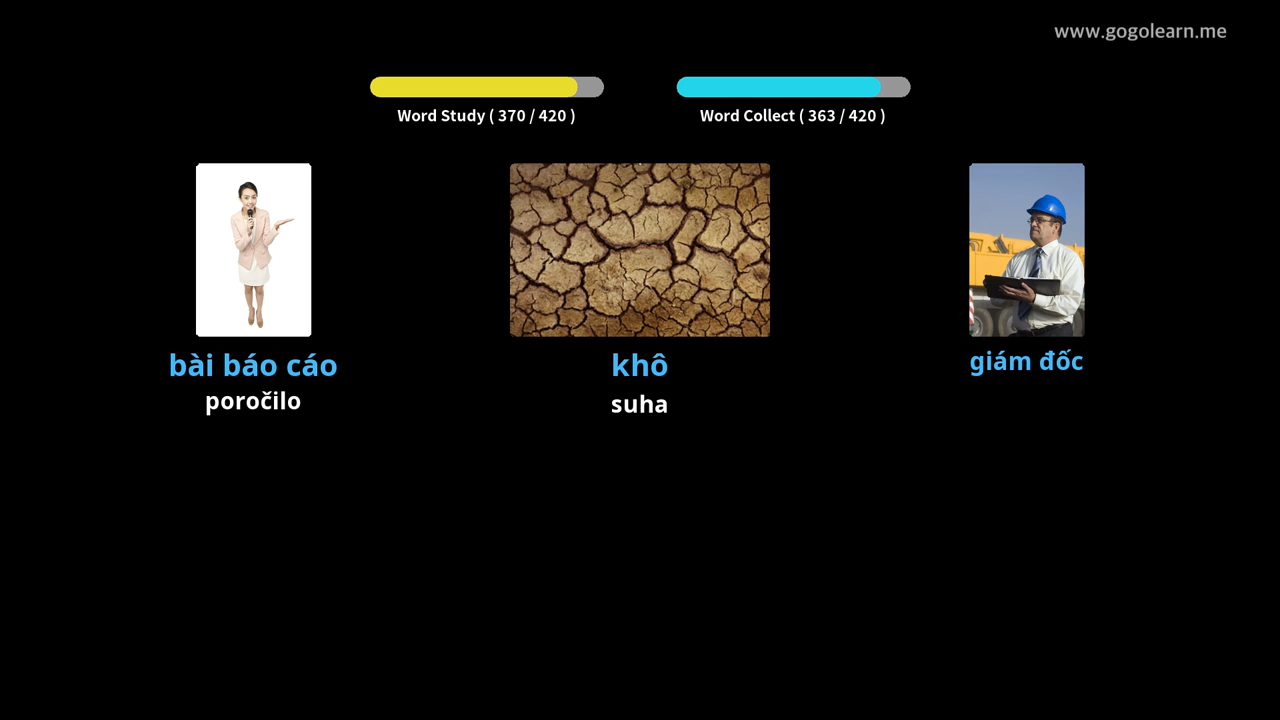 www.gogolearn.me
Word Study ( 370 / 420 )
Word Collect ( 363 / 420 )
bài báo cáo
poročilo
khô
suha
giám đốc